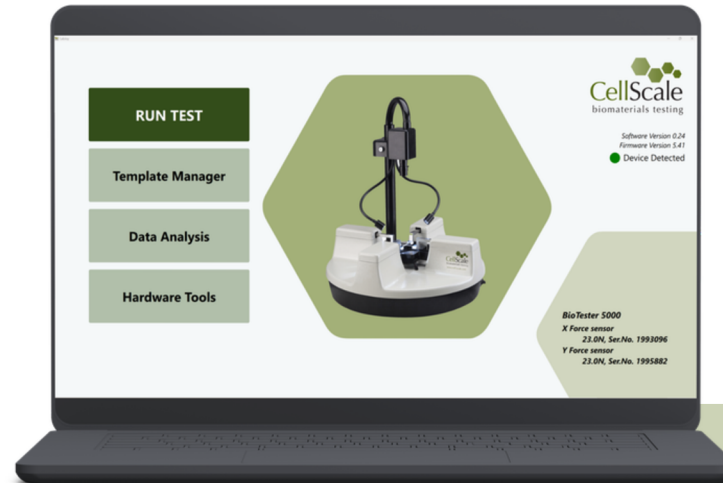 RUN TEST
Template Manager
Data Analysis
Hardware Tools
CellScale
biomaterials testing
Software Version 0.24
Firmware Version 5.41
Device Detected
CellScale
BioTester 5000
X Force sensor
23.0N, Ser.No. 1993096
Y Force sensor
23.0N, Ser.No. 1995882